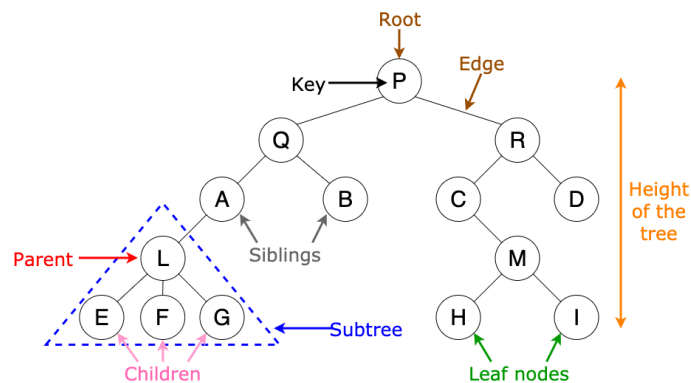 Root
Edge
Key
P
Q
R
A
B
C
D
Height
of the
tree
Siblings
Parent
L
M
E
F
G
H
I
Subtree
Children
Leaf nodes